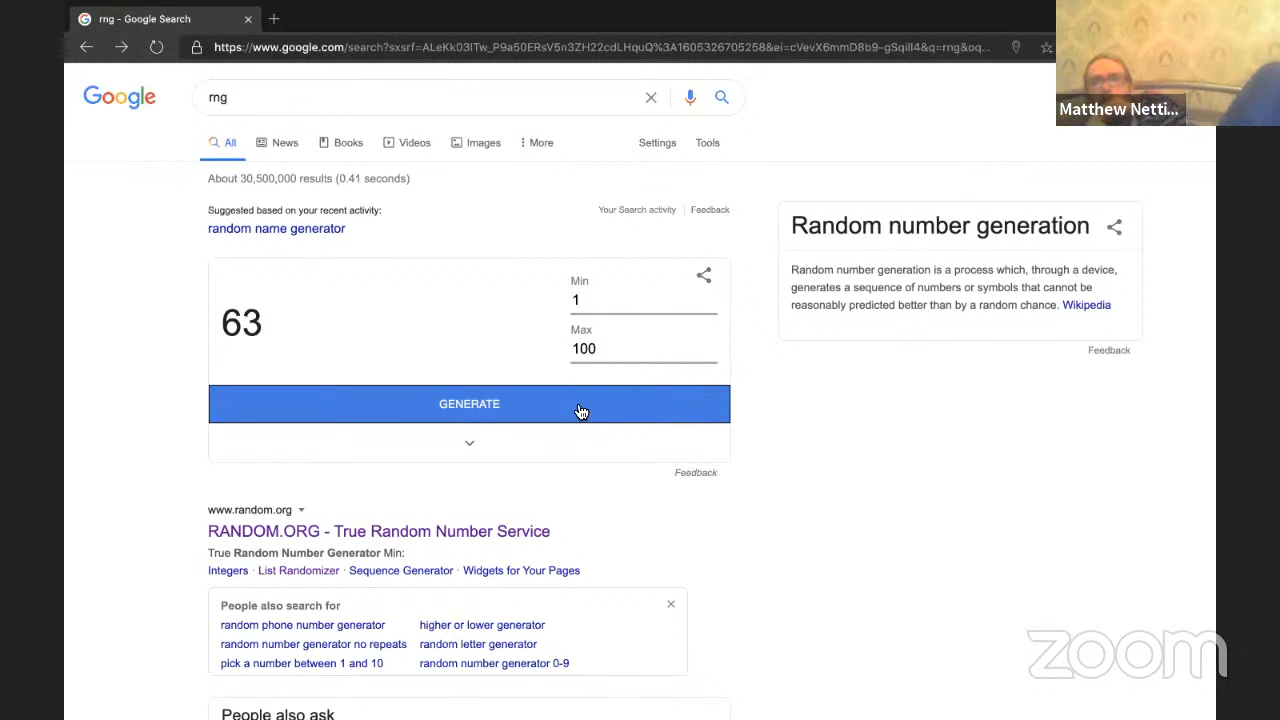 rng - Google Search
https://www.google.com/search?sxsrf=ALeKk03ITw_P9a50ERsV5n3ZH22cdLHquQ%3A1605326705258&ei=cVevX6mmD8b9-gSqiIl4&q=rng&oq...
Matthew Netti...
Google
rng
All
News
Books
Videos
Images
More
Settings
Tools
About 30,500,000 results (0.41 seconds)
Suggested based on your recent activity:
Your Search activity
Feedback
random name generator
63
Min
1
Max
100
GENERATE
Feedback
Random number generation
Random number generation is a process which, through a device,
generates a sequence of numbers or symbols that cannot be
reasonably predicted better than by a random chance. Wikipedia
Feedback
www.random.org
RANDOM.ORG - True Random Number Service
True Random Number Generator Min:
Integers · List Randomizer · Sequence Generator · Widgets for Your Pages
People also search for
random phone number generator
higher or lower generator
random number generator no repeats
random letter generator
pick a number between 1 and 10
random number generator 0-9
People also ask
zoom